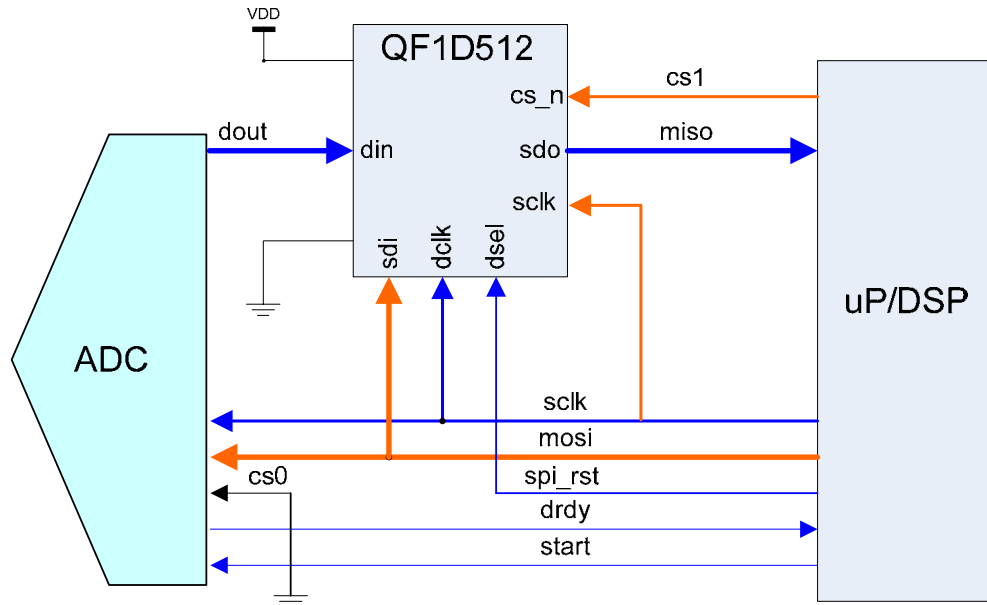 VDD
QF1D512
cs_n
cs1
dout
din
sdo
miso
sclk
sdi
dclk
dsel
uP/DSP
ADC
sclk
mosi
cs0
spi_rst
drdy
start